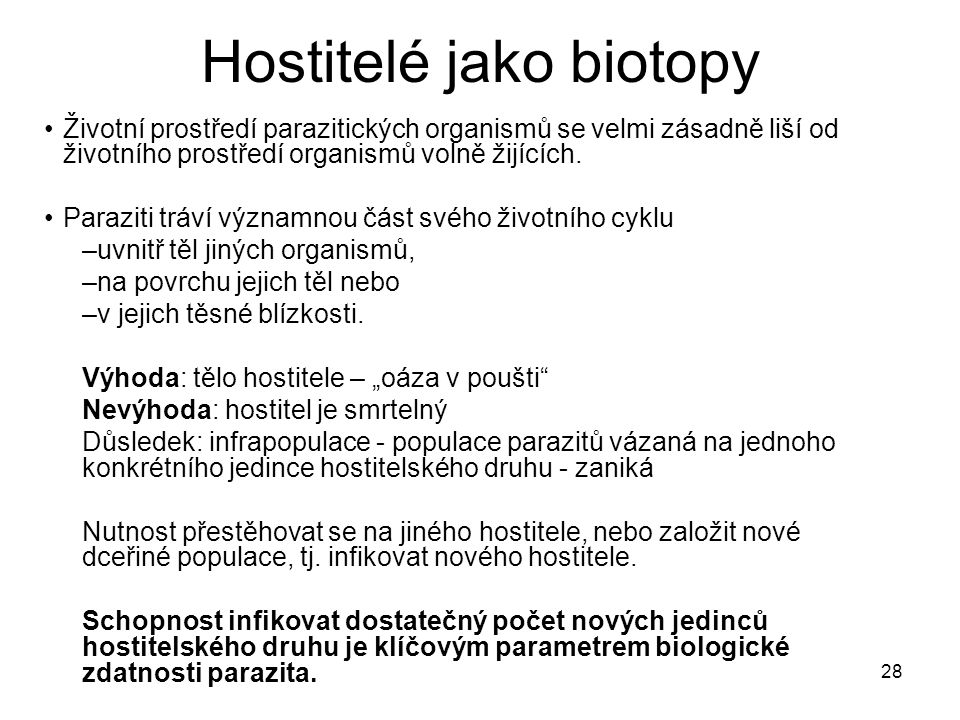 Hostitelé jako biotopy
• Životní prostředí parazitických organismů se velmi zásadně liší od
životního prostředí organismů volně žijících.
• Paraziti tráví významnou část svého životního cyklu
–uvnitř těl jiných organismů,
–na povrchu jejich těl nebo
–v jejich těsné blízkosti.
Výhoda: tělo hostitele – „oáza v poušti“
Nevýhoda: hostitel je smrtelný
Důsledek: infrapopulace - populace parazitů vázaná na jednoho
konkrétního jedince hostitelského druhu - zaniká
Nutnost přestěhovat se na jiného hostitele, nebo založit nové
dceřiné populace, tj. infikovat nového hostitele.
Schopnost infikovat dostatečný počet nových jedinců
hostitelského druhu je klíčovým parametrem biologické
zdatnosti parazita.
28